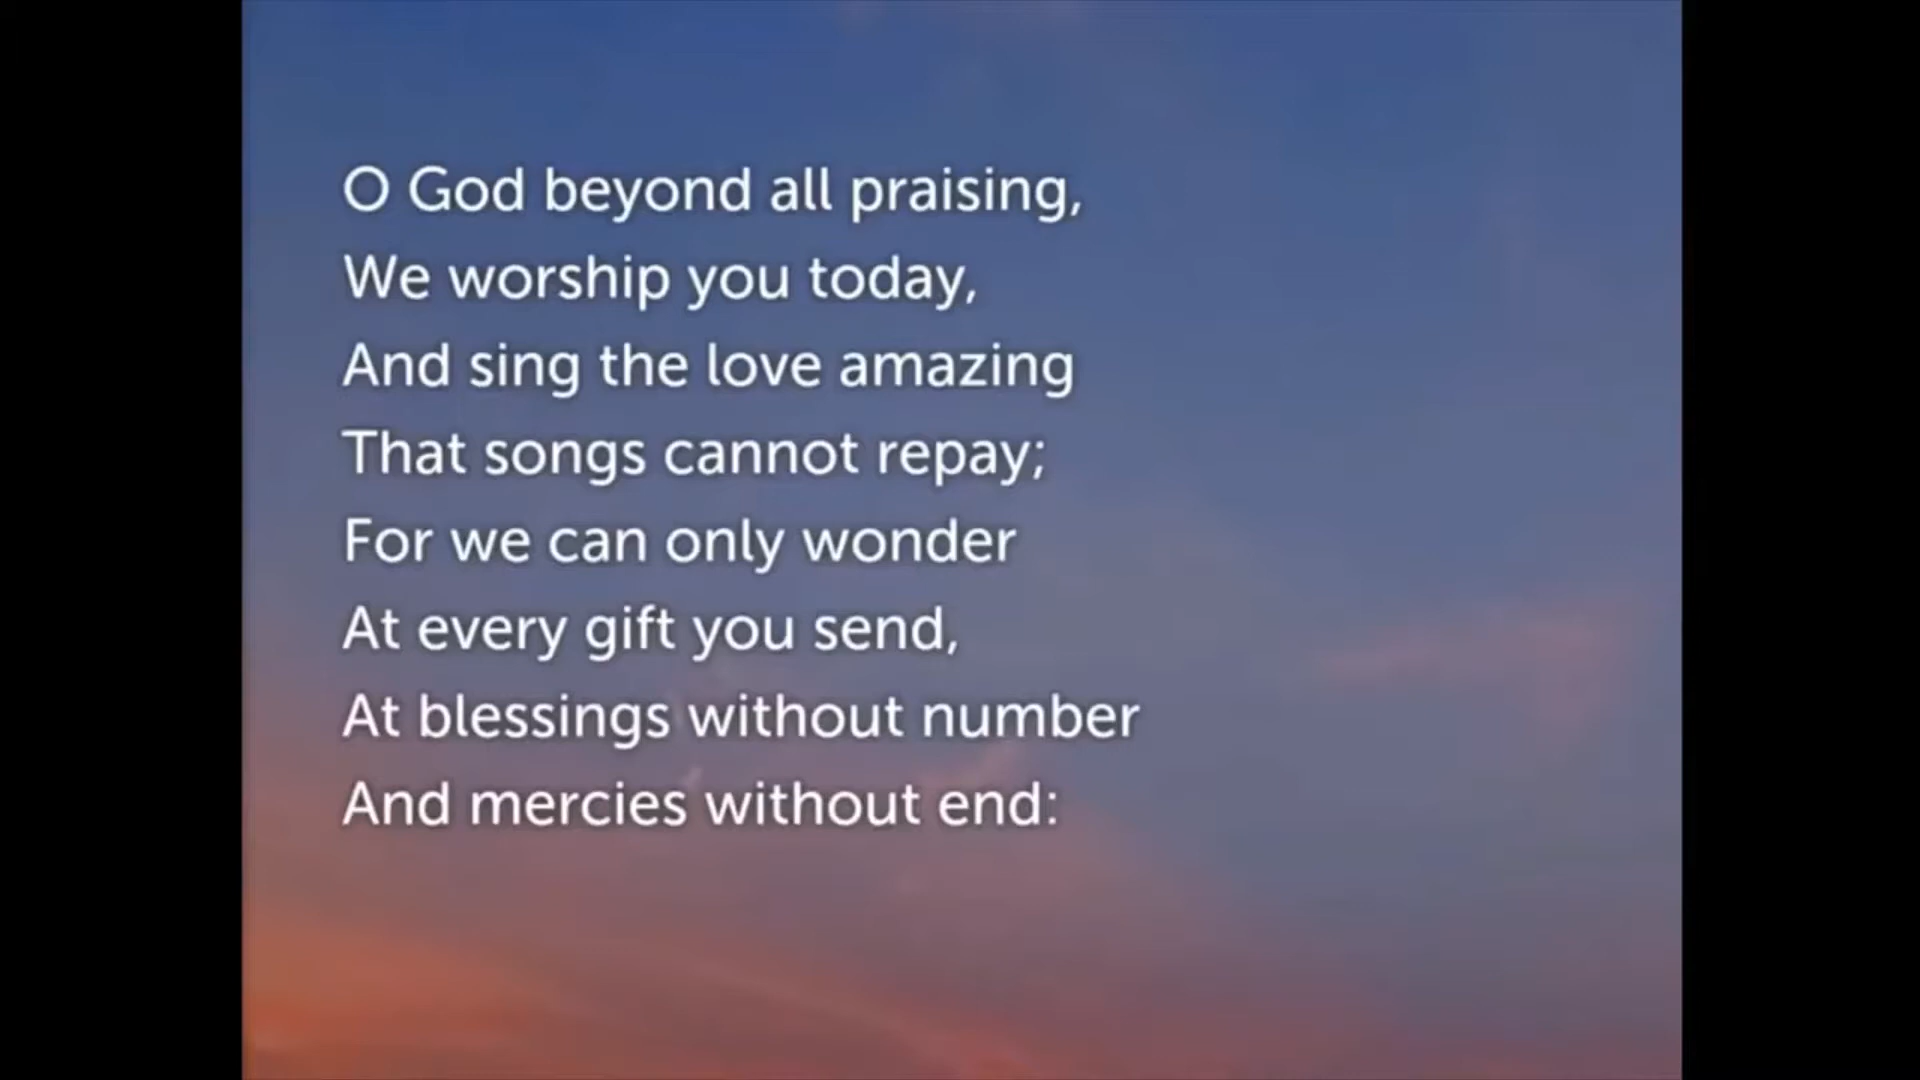 O God beyond all praising,
We worship you today,
And sing the love amazing
That songs cannot repay;
For we can only wonder
At every gift you send,
At blessings without number
And mercies without end: